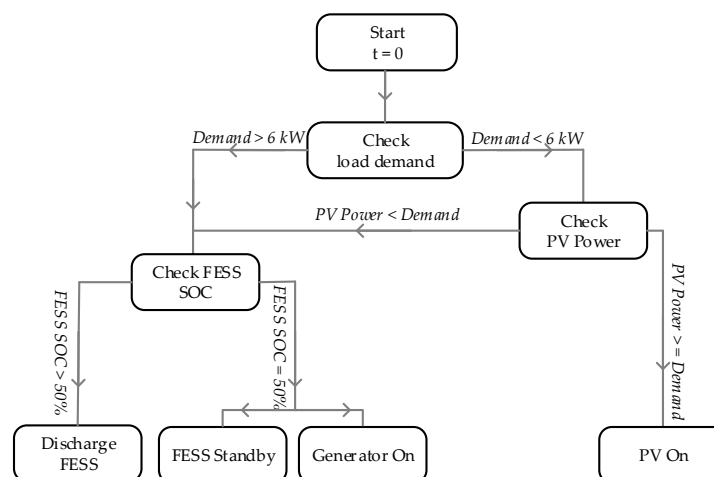 Start
t = 0
Demand > 6 kW
Check
load demand
Demand < 6 kW
PV Power < Demand
Check
PV Power
Check FESS
SOC
FESS SOC > 50%
FESS SOC = 50%
PV Power >= Demand
Discharge
FESS
FESS Standby
Generator On
PV On